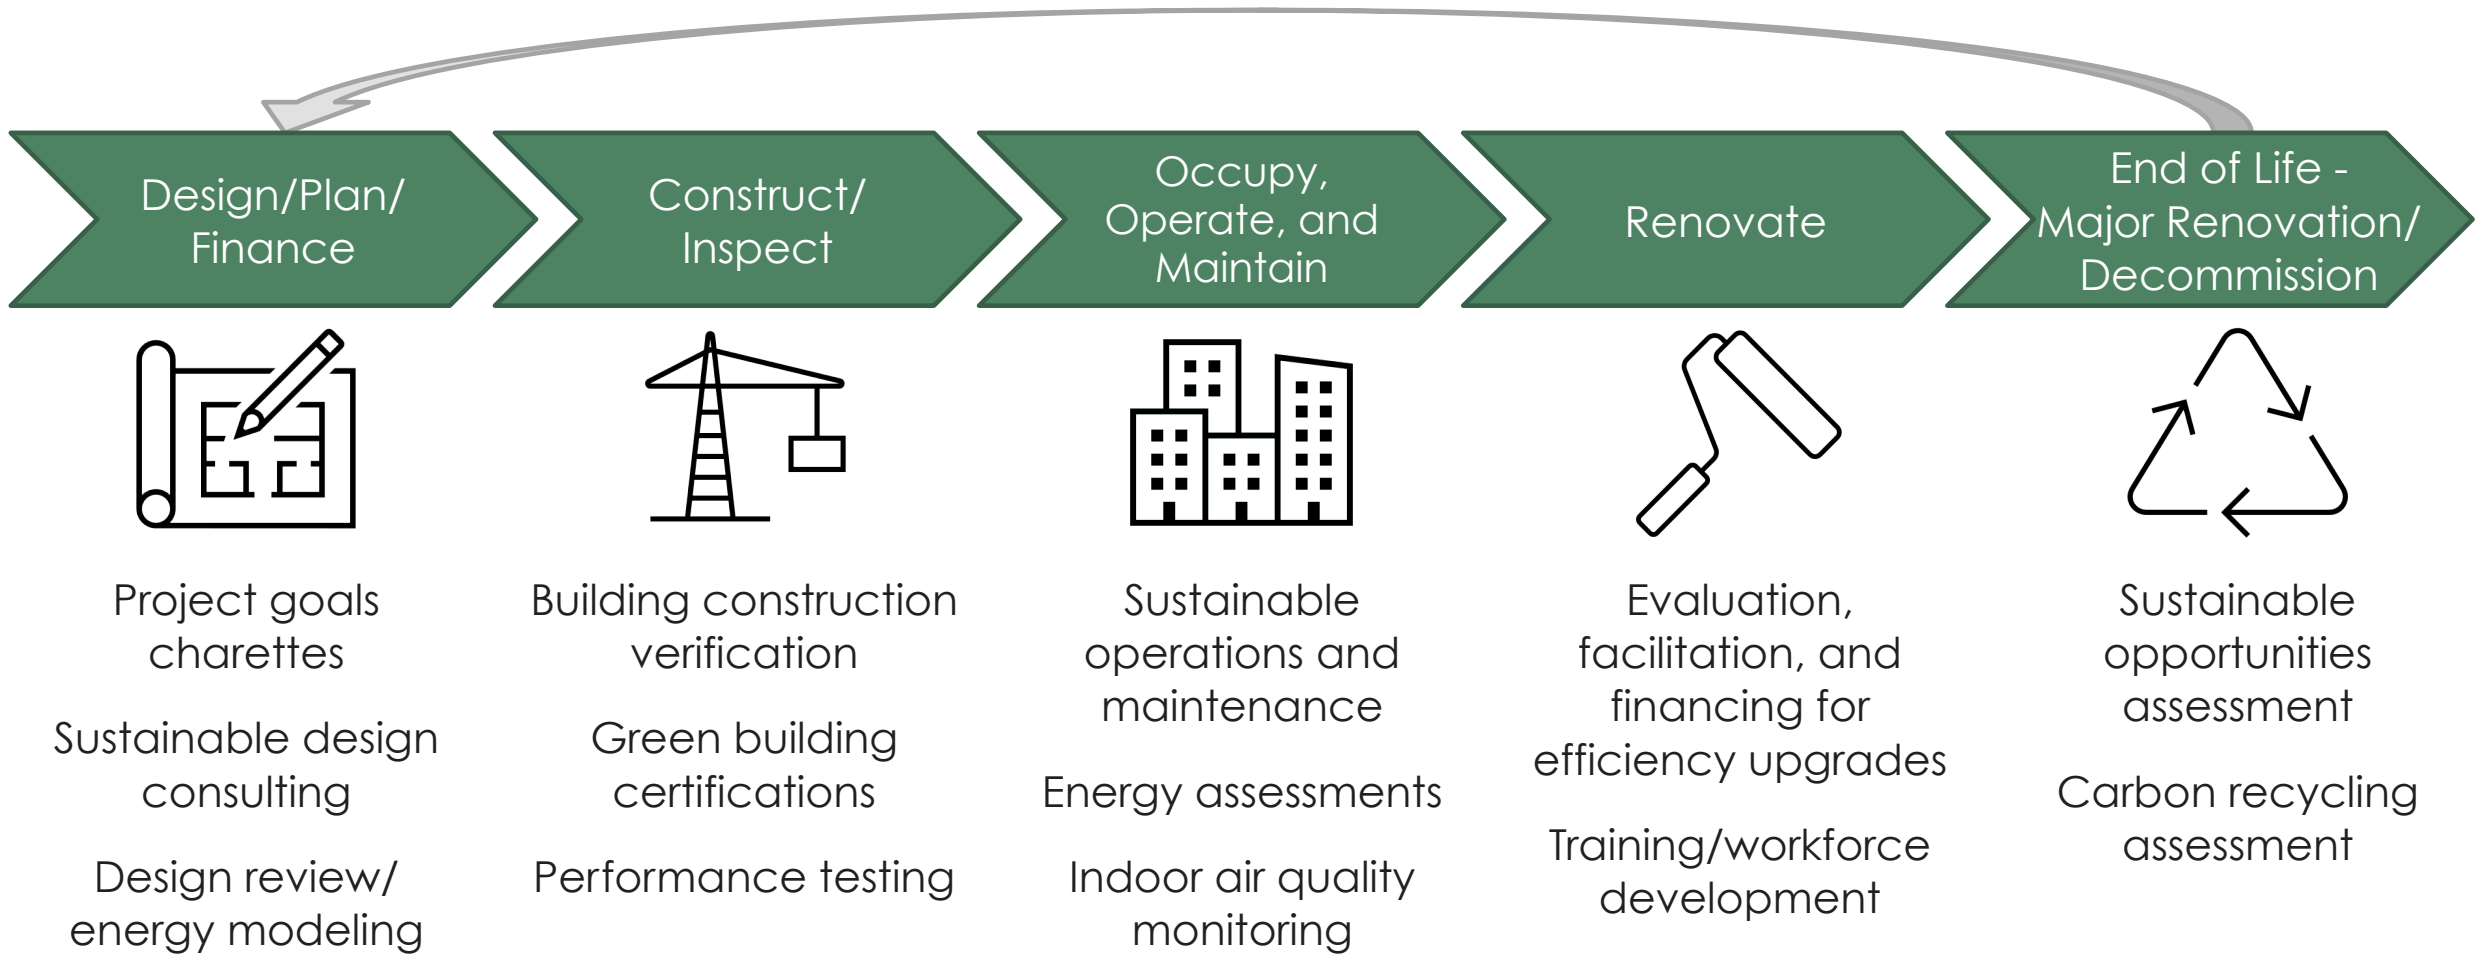 Design/Plan/
Finance
Construct/
Inspect
Occupy,
Operate, and
Maintain
Renovate
End of Life -
Major Renovation/
Decommission
Project goals
charettes
Sustainable design
consulting
Design review/
energy modeling
Building construction
verification
Green building
certifications
Performance testing
Sustainable
operations and
maintenance
Energy assessments
Indoor air quality
monitoring
Evaluation,
facilitation, and
financing for
efficiency upgrades
Training/workforce
development
Sustainable
opportunities
assessment
Carbon recycling
assessment